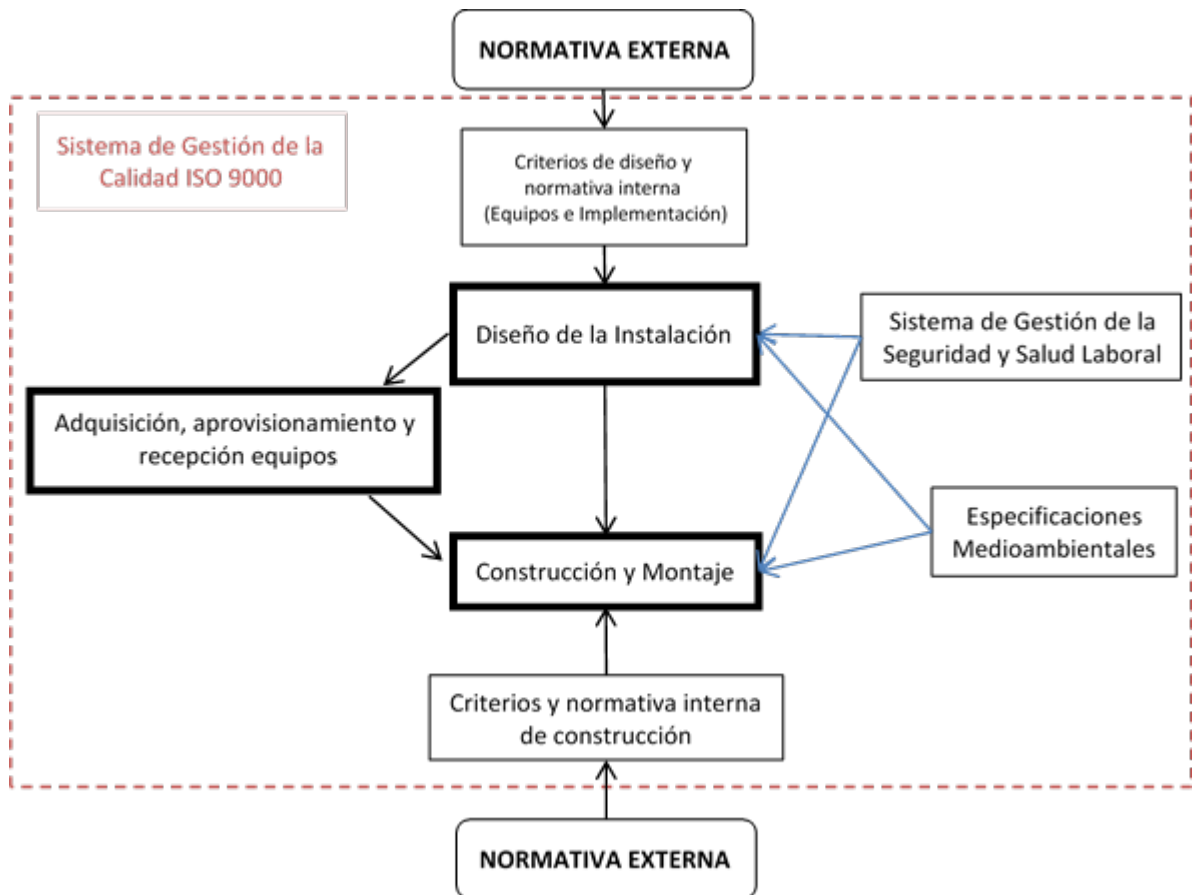 NORMATIVA EXTERNA
Sistema de Gestión de la
Calidad ISO 9000
Criterios de diseño y
normativa interna
(Equipos e Implementación)
Diseño de la Instalación
Sistema de Gestión de la
Seguridad y Salud Laboral
Adquisición, aprovisionamiento y
recepción equipos
Especificaciones
Medioambientales
Construcción y Montaje
Criterios y normativa interna
de construcción
NORMATIVA EXTERNA